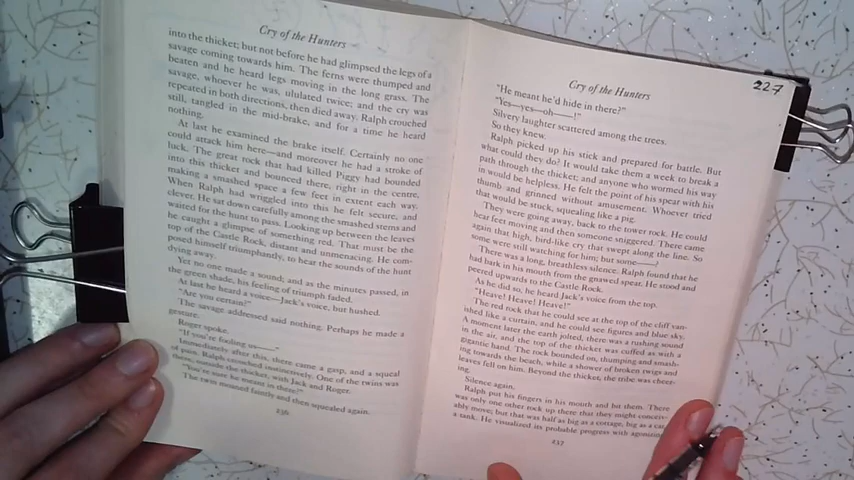 Cry of the Hunters
into the thicket; but not before he had glimpsed the legs of a
savage coming towards him. The ferns were thumped and
beaten and he heard legs moving in the long grass. The
savage, whoever he was, ululated twice; and the cry was
repeated in both directions, then died away. Ralph crouched
still, tangled in the mid-brake, and for a time he heard
nothing.
At last he examined the brake itself. Certainly no one
could attack him here—and moreover he had a stroke of
luck. The great rock that had killed Piggy had bounded
into this thicket and bounced there, right in the centre,
making a smashed space a few feet in extent each way.
When Ralph had wriggled into this he felt secure, and
clever. He sat down carefully among the smashed stems and
waited for the hunt to pass. Looking up between the leaves
he caught a glimpse of something red. That must be the
top of the Castle Rock, distant and unmenacing. He com-
posed himself triumphantly, to hear the sounds of the hunt
dying away.
Yet no one made a sound; and as the minutes passed, in
the green shade, his feeling of triumph faded.
At last he heard a voice—Jack's voice, but hushed.
"Are you certain?"
The savage addressed said nothing. Perhaps he made a
gesture.
Roger spoke.
"If you're fooling us——"
Immediately after this, there came a gasp, and a squeal
of pain. Ralph crouched instinctively. One of the twins was
there, outside the thicket, with Jack and Roger.
"You're sure he meant in there?"
The twin moaned faintly and then squealed again.
236
227
Cry of the Hunters
"He meant he'd hide in there?"
"Yes—yes—oh——!"
Silvery laughter scattered among the trees.
So they knew.
Ralph picked up his stick and prepared for battle. But
what could they do? It would take them a week to break a
path through the thicket; and anyone who wormed his way
in would be helpless. He felt the point of his spear with his
thumb and grinned without amusement. Whoever tried
that would be stuck, squealing like a pig.
They were going away, back to the tower rock. He could
hear feet moving and then someone sniggered. There came
again that high, bird-like cry that swept along the line. So
some were still watching for him; but some——!
There was a long, breathless silence. Ralph found that he
had bark in his mouth from the gnawed spear. He stood and
peered upwards to the Castle Rock.
As he did so, he heard Jack's voice from the top.
"Heave! Heave! Heave!"
The red rock that he could see at the top of the cliff van-
ished like a curtain, and he could see figures and blue sky.
A moment later the earth jolted, there was a rushing sound
in the air, and the top of the thicket was cuffed as with a
gigantic hand. The rock bounded on, thumping and smash-
ing towards the beach, while a shower of broken twigs and
leaves fell on him. Beyond the thicket, the tribe was cheer-
ing.
Silence again.
Ralph put his fingers in his mouth and bit them. There
was only one other rock up there that they might conceiv-
ably move; but that was half as big as a cottage, big as a car,
a tank. He visualized its probable progress with agonizing
237